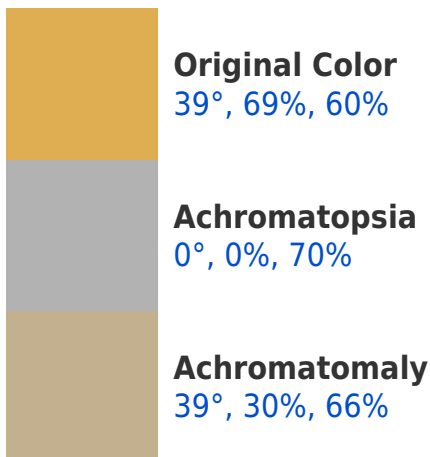 Original Color
39°, 69%, 60%
Achromatopsia
0°, 0%, 70%
Achromatomaly
39°, 30%, 66%